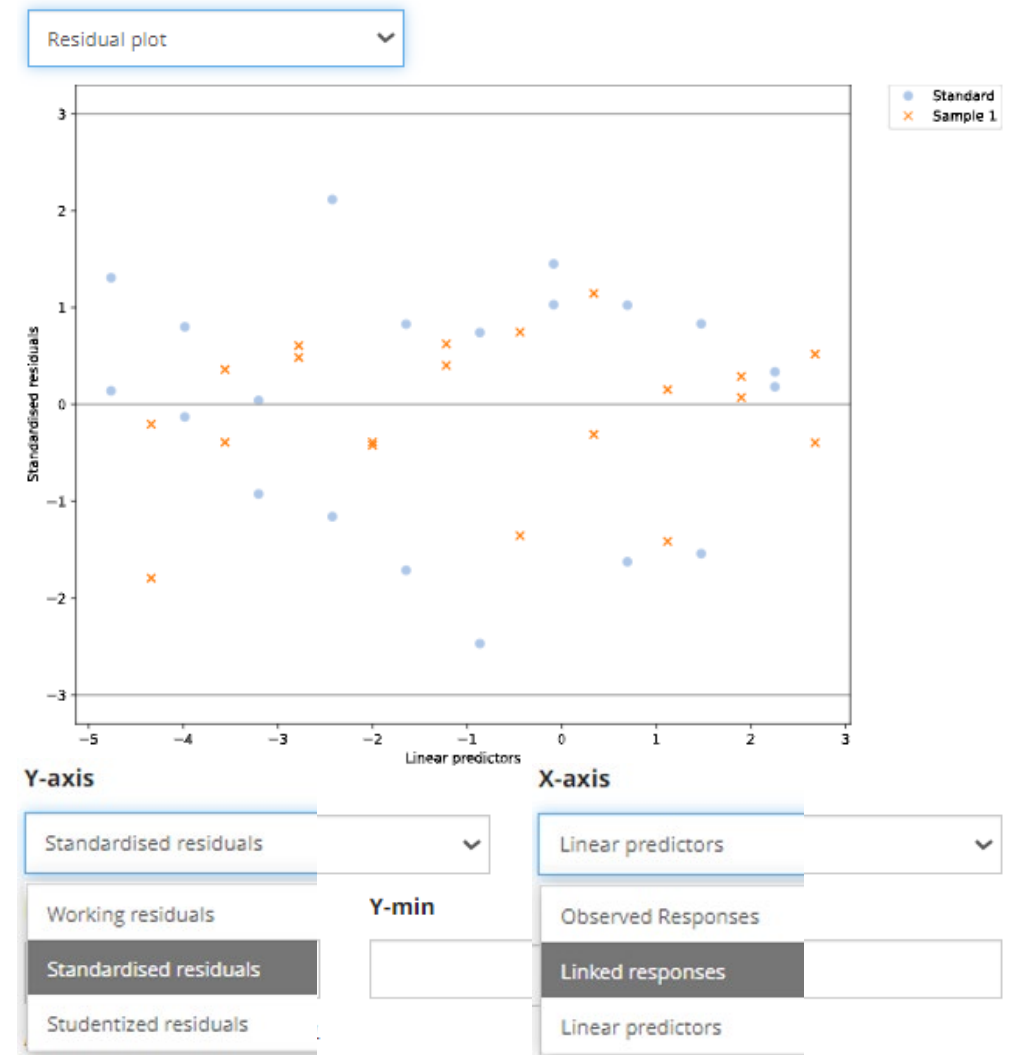 Residual plot
Standard
Sample 1
3
2
1
0
−1
−2
−3
Standardised residuals
−5 −4 −3 −2 −1 0 1 2 3
Linear predictors
Y-axis X-axis
Standardised residuals Linear predictors
Working residuals Y-min Observed Responses
Standardised residuals Linked responses
Studentized residuals Linear predictors